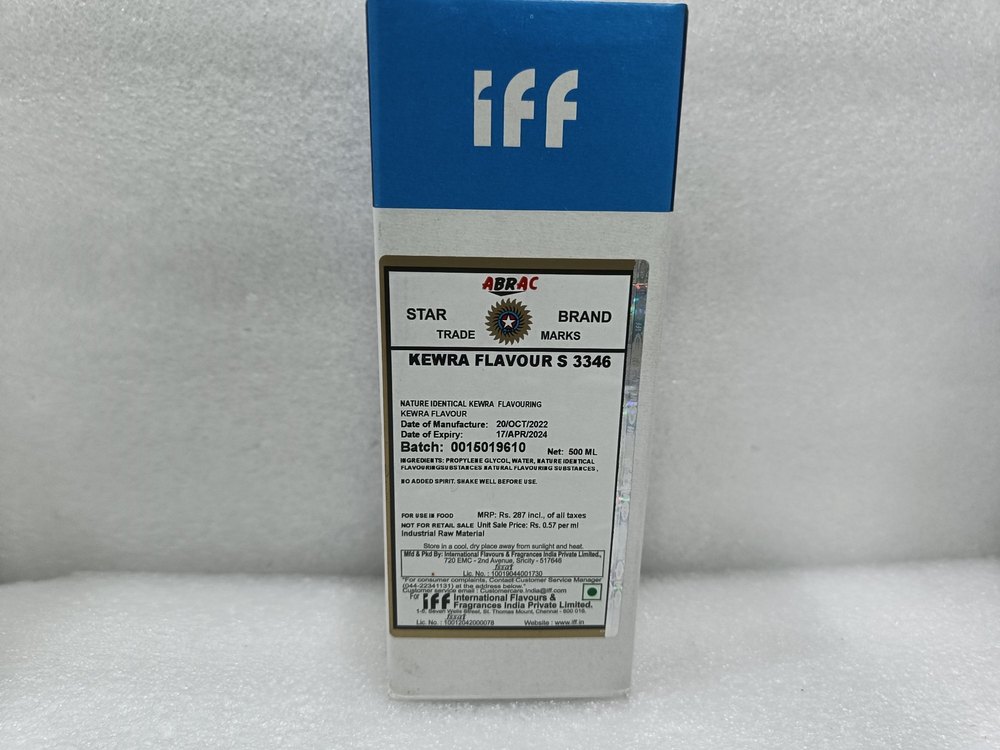 iff
ABRAC
STAR BRAND
TRADE MARKS
KEWRA FLAVOUR S 3346
NATURE IDENTICAL KEWRA FLAVOURING
KEWRA FLAVOUR
Date of Manufacture: 20/OCT/2022
Date of Expiry: 17/APR/2024
Batch: 0015019610 Net: 500 ML
INGREDIENTS: PROPYLENE GLYCOL, WATER, NATURE IDENTICAL
FLAVOURINGSUBSTANCES NATURAL FLAVOURING SUBSTANCES,
NO ADDED SPIRIT. SHAKE WELL BEFORE USE.
FOR USE IN FOOD MRP: Rs. 287 incl., of all taxes
NOT FOR RETAIL SALE Unit Sale Price: Rs. 0.57 per ml
Industrial Raw Material
Store in a cool, dry place away from sunlight and heat.
Mfd & Pkd By: International Flavours & Fragrances India Private Limited.,
720 EMC - 2nd Avenue, Sricity - 517646
fssai
Lic. No. : 10019044001730
"For consumer complaints, Contact Customer Service Manager
(044-22341131) at the address below."
Customer service email : Customercare.India@iff.com
For iff International Flavours &
Fragrances India Private Limited.
1-5, Seven Wells Street, St. Thomas Mount, Chennai - 600 016.
fssai
Lic. No. : 10012042000078 Website : www.iff.in